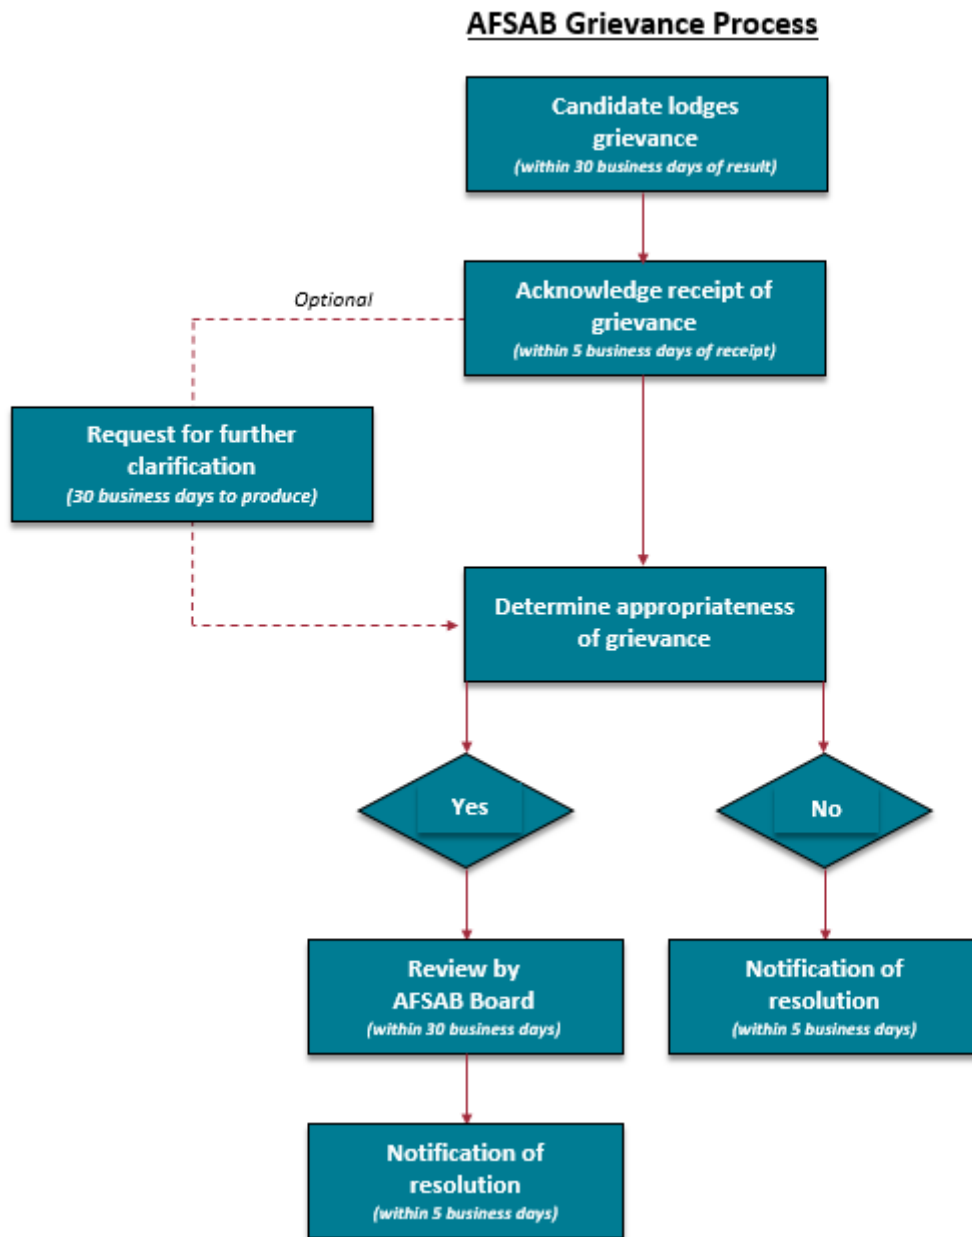 AFSAB Grievance Process
Candidate lodges
grievance
(within 30 business days of result)
Acknowledge receipt of
grievance
(within 5 business days of receipt)
Optional
Request for further
clarification
(30 business days to produce)
Determine appropriateness
of grievance
Yes
No
Review by
AFSAB Board
(within 30 business days)
Notification of
resolution
(within 5 business days)
Notification of
resolution
(within 5 business days)